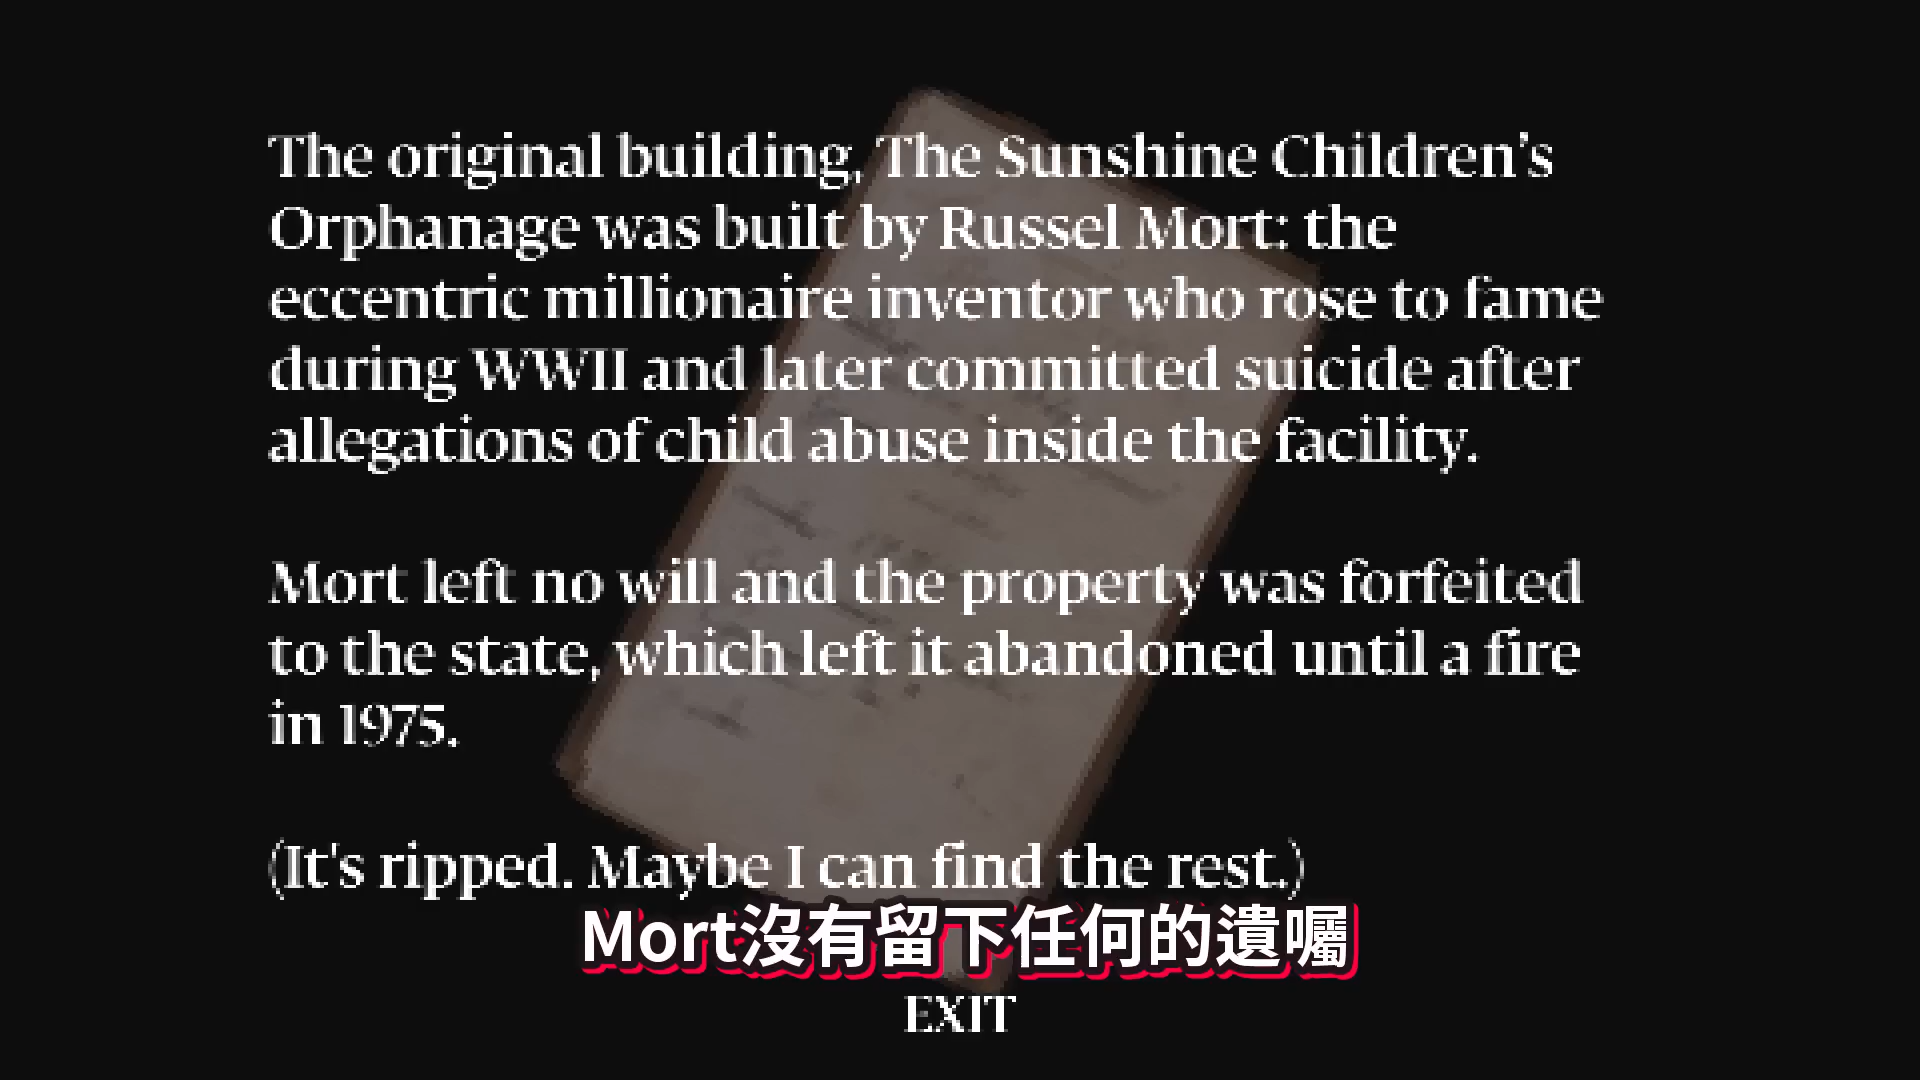 The original building, The Sunshine Children's
Orphanage was built by Russel Mort: the
eccentric millionaire inventor who rose to fame
during WWII and later committed suicide after
allegations of child abuse inside the facility.
Mort left no will and the property was forfeited
to the state, which left it abandoned until a fire
in 1975.
(It's ripped. Maybe I can find the rest.)
Mort沒有留下任何的遺囑
EXIT